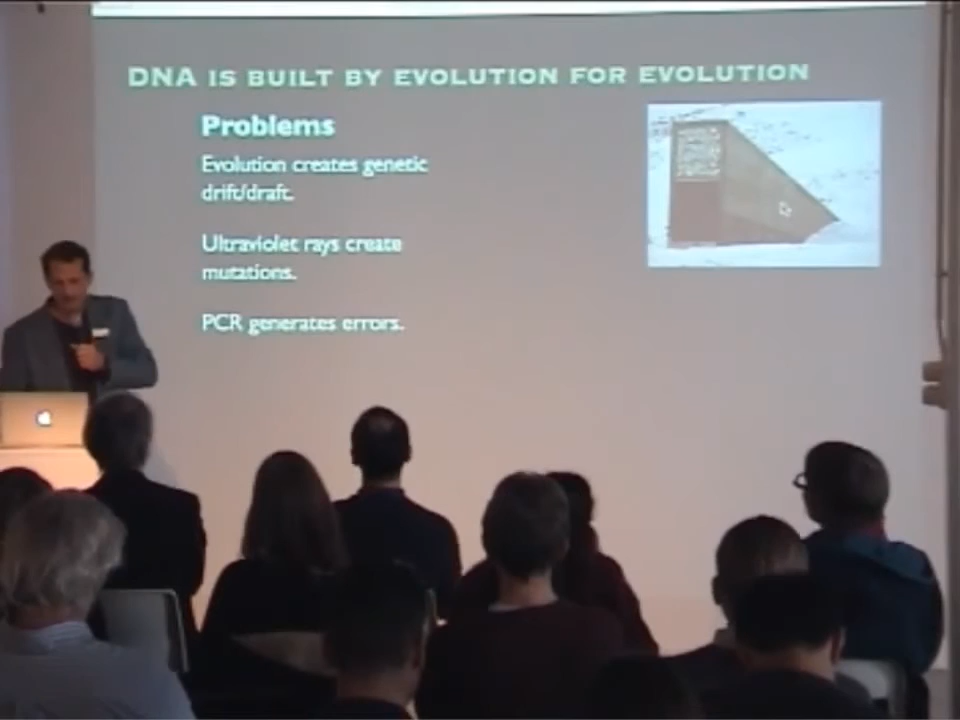 DNA IS BUILT BY EVOLUTION FOR EVOLUTION
Problems
Evolution creates genetic
drift/draft.
Ultraviolet rays create
mutations.
PCR generates errors.